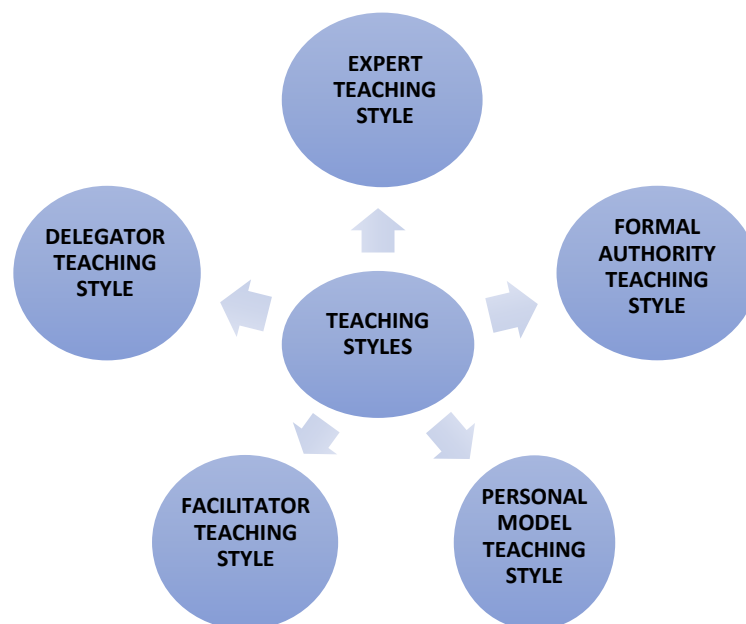 EXPERT
TEACHING
STYLE
DELEGATOR
TEACHING
STYLE
FORMAL
AUTHORITY
TEACHING
STYLE
TEACHING
STYLES
FACILITATOR
TEACHING
STYLE
PERSONAL
MODEL
TEACHING
STYLE